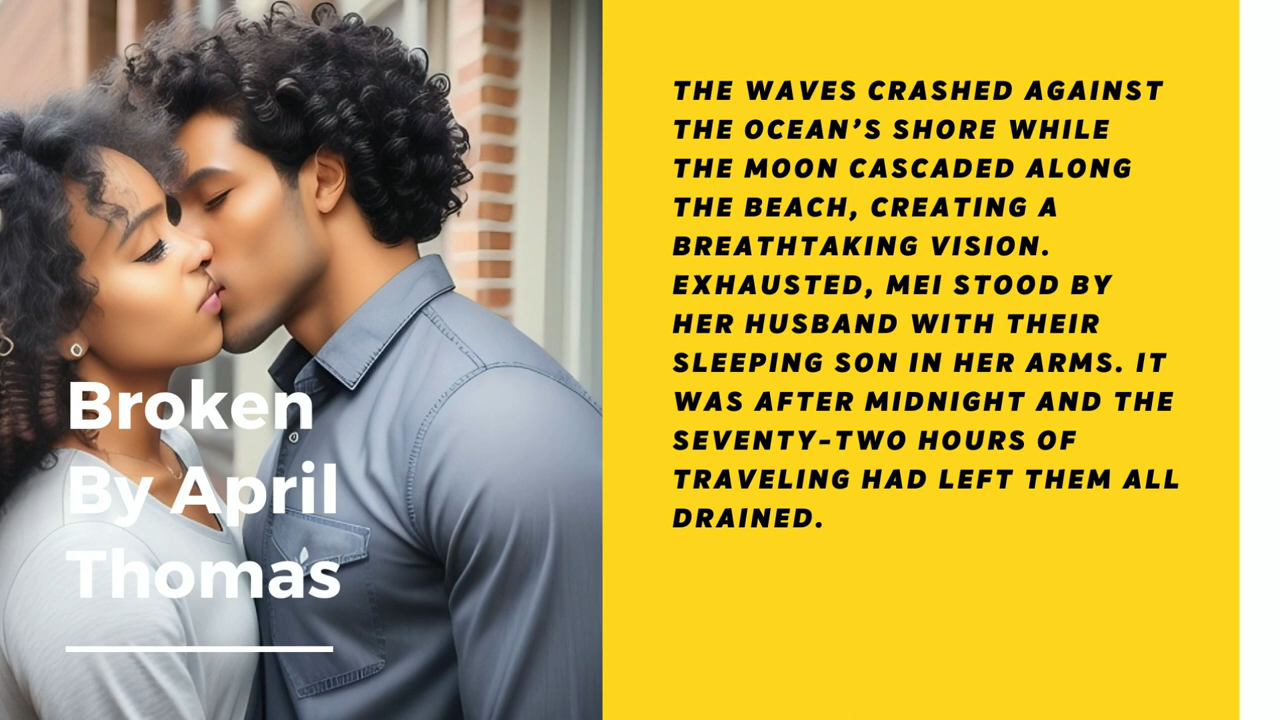 Broken
By April
Thomas
THE WAVES CRASHED AGAINST
THE OCEAN’S SHORE WHILE
THE MOON CASCADED ALONG
THE BEACH, CREATING A
BREATHTAKING VISION.
EXHAUSTED, MEI STOOD BY
HER HUSBAND WITH THEIR
SLEEPING SON IN HER ARMS. IT
WAS AFTER MIDNIGHT AND THE
SEVENTY-TWO HOURS OF
TRAVELING HAD LEFT THEM ALL
DRAINED.